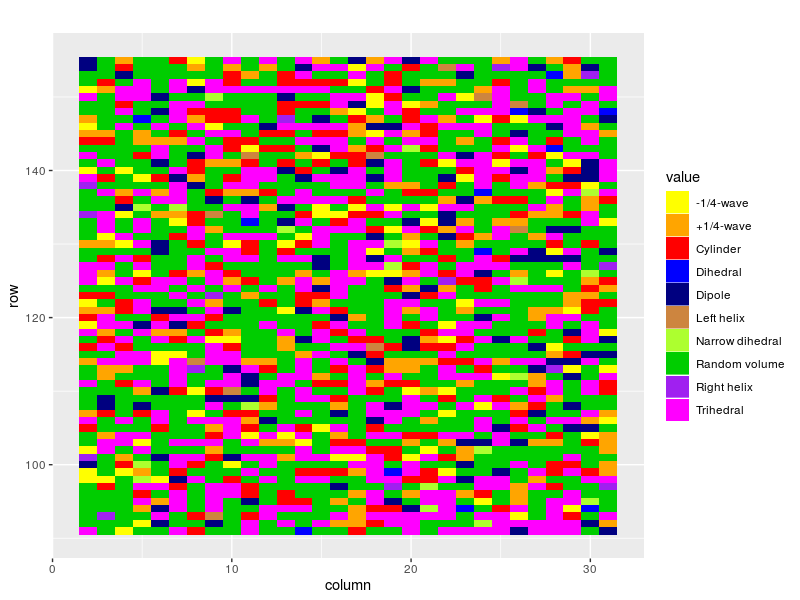 value
-1/4-wave
+1/4-wave
Cylinder
Dihedral
Dipole
Left helix
Narrow dihedral
Random volume
Right helix
Trihedral
row
140
120
100
0
10
20
30
column